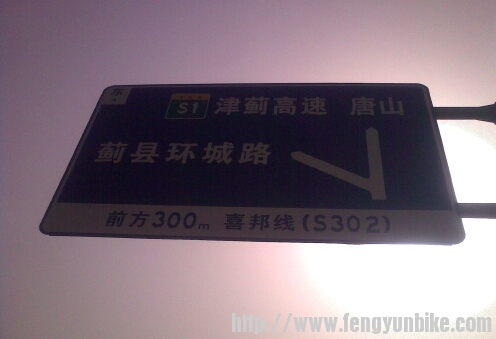 东
S1 津蓟高速 唐山
蓟县环城路
前方300m 喜邦线(S302)
http://www.fengyunbike.com